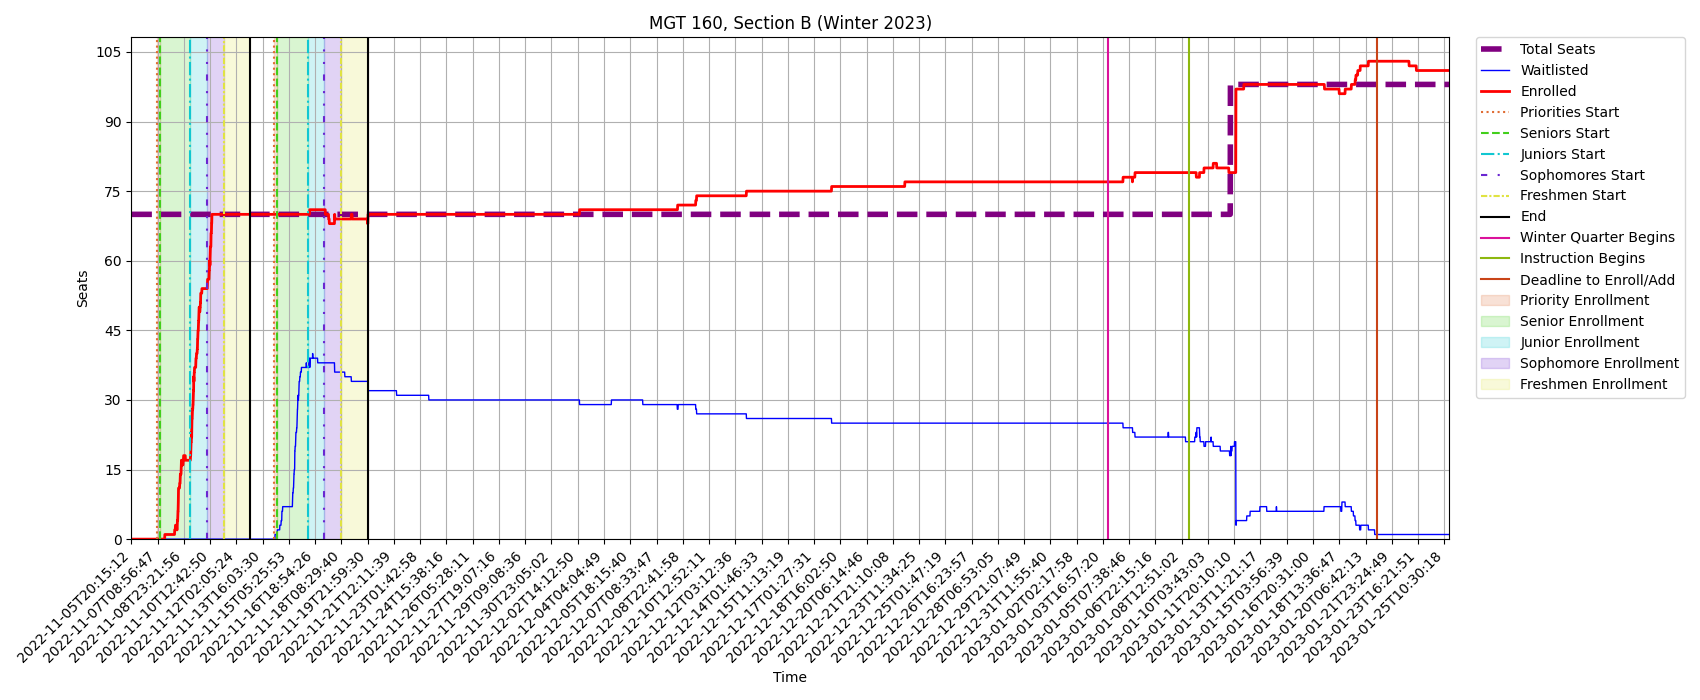 MGT 160, Section B (Winter 2023)
105
90
75
60
45
30
15
0
Seats
2022-11-05T20:15:12
2022-11-07T08:56:47
2022-11-08T23:21:56
2022-11-10T12:42:50
2022-11-12T02:05:24
2022-11-13T16:03:30
2022-11-15T05:25:53
2022-11-16T18:54:26
2022-11-18T08:29:40
2022-11-19T21:59:30
2022-11-21T12:11:39
2022-11-23T01:42:58
2022-11-24T15:38:16
2022-11-26T05:28:11
2022-11-27T19:07:16
2022-11-29T09:08:36
2022-11-30T23:05:02
2022-12-02T14:12:50
2022-12-04T04:04:49
2022-12-05T18:15:40
2022-12-07T08:33:47
2022-12-08T22:41:58
2022-12-10T12:52:11
2022-12-12T03:12:36
2022-12-14T01:46:33
2022-12-15T11:13:19
2022-12-17T01:27:31
2022-12-18T16:02:50
2022-12-20T06:14:46
2022-12-21T21:10:08
2022-12-23T11:34:25
2022-12-25T01:47:19
2022-12-26T16:23:57
2022-12-28T06:53:05
2022-12-29T21:07:49
2022-12-31T11:55:40
2023-01-02T02:17:58
2023-01-03T16:57:20
2023-01-05T07:38:46
2023-01-06T22:15:16
2023-01-08T12:51:02
2023-01-10T03:43:03
2023-01-11T20:10:10
2023-01-13T11:21:17
2023-01-15T03:56:39
2023-01-16T20:31:00
2023-01-18T13:36:47
2023-01-20T06:42:13
2023-01-21T23:24:49
2023-01-23T16:21:51
2023-01-25T10:30:18
Time
Total Seats
Waitlisted
Enrolled
Priorities Start
Seniors Start
Juniors Start
Sophomores Start
Freshmen Start
End
Winter Quarter Begins
Instruction Begins
Deadline to Enroll/Add
Priority Enrollment
Senior Enrollment
Junior Enrollment
Sophomore Enrollment
Freshmen Enrollment